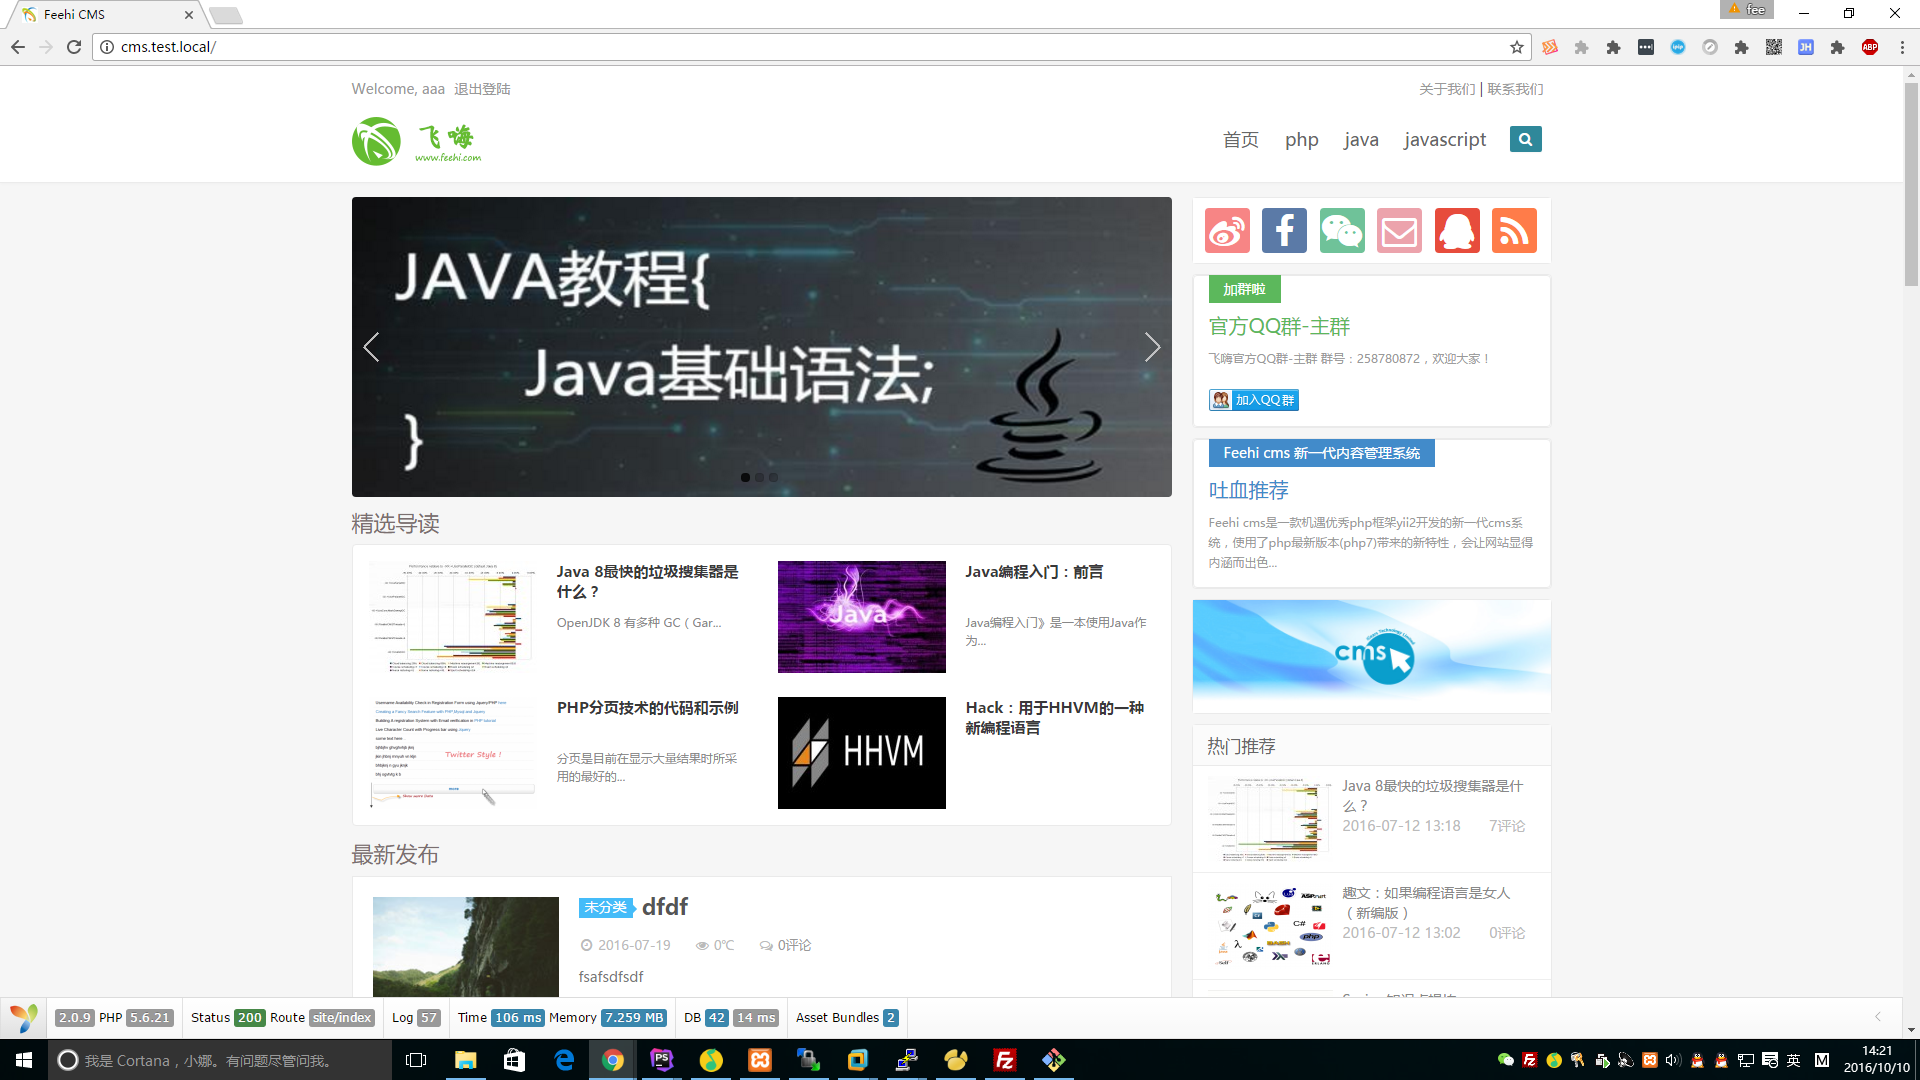 Feehi CMS
fee
cms.test.local/
Welcome, aaa 退出登陆
关于我们 | 联系我们
飞嗨
www.feehi.com
首页 php java javascript
JAVA教程{
Java基础语法;
}
加群啦
官方QQ群-主群
飞嗨官方QQ群-主群 群号：258780872，欢迎大家！
加入QQ群
Feehi cms 新一代内容管理系统
吐血推荐
Feehi cms是一款机遇优秀php框架yii2开发的新一代cms系
统，使用了php最新版本(php7)带来的新特性，会让网站显得
内涵而出色...
cms
精选导读
Java 8最快的垃圾搜集器是
什么？
OpenJDK 8 有多种 GC（Gar...
Java
Java编程入门：前言
Java编程入门》是一本使用Java作
为...
Twitter Style !
PHP分页技术的代码和示例
分页是目前在显示大量结果时所采
用的最好的...
HHVM
Hack：用于HHVM的一种
新编程语言
热门推荐
Java 8最快的垃圾搜集器是什
么？
2016-07-12 13:18 7评论
趣文：如果编程语言是女人
（新编版）
2016-07-12 13:02 0评论
最新发布
未分类 dfdf
2016-07-19 0℃ 0评论
fsafsdfsdf
2.0.9 PHP 5.6.21 Status 200 Route site/index Log 57 Time 106 ms Memory 7.259 MB DB 42 14 ms Asset Bundles 2
我是 Cortana，小娜。有问题尽管问我。
英
M
14:21
2016/10/10